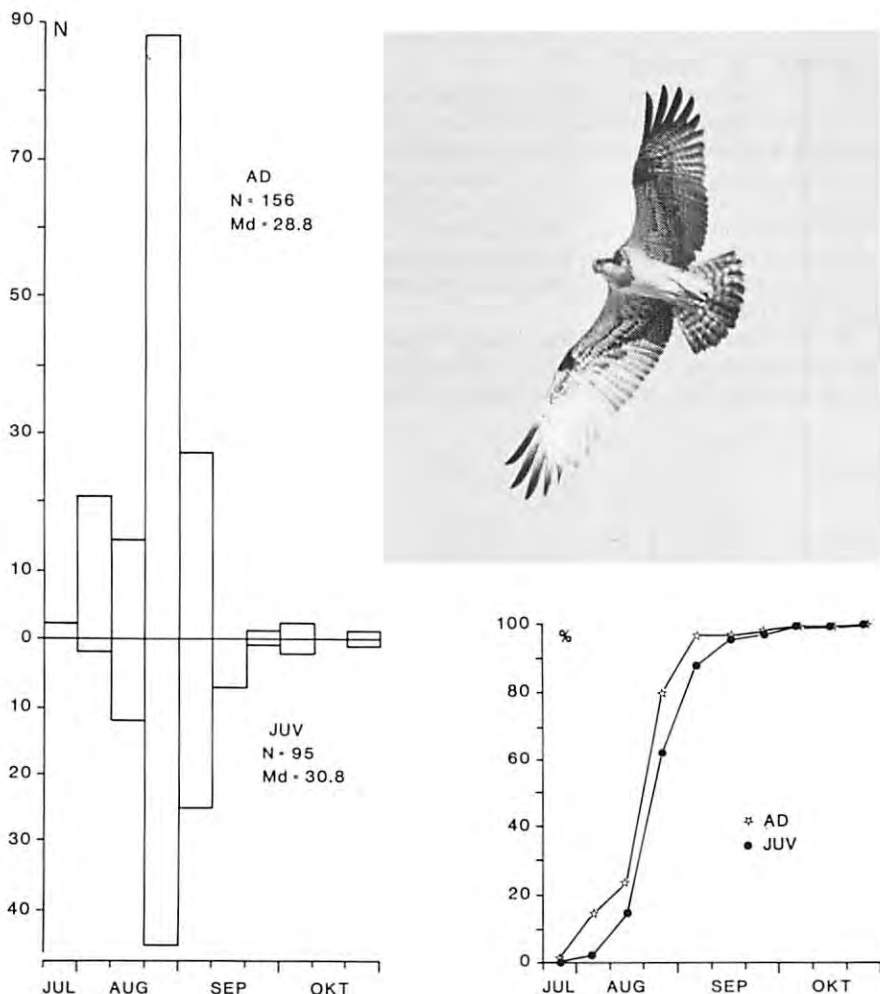 90
N
70
50
30
10
0
10
20
30
40
AD
N = 156
Md = 28.8
JUV
N = 95
Md = 30.8
JUL AUG SEP OKT
100
%
80
60
40
20
0
AD
JUV
JUL AUG SEP OKT